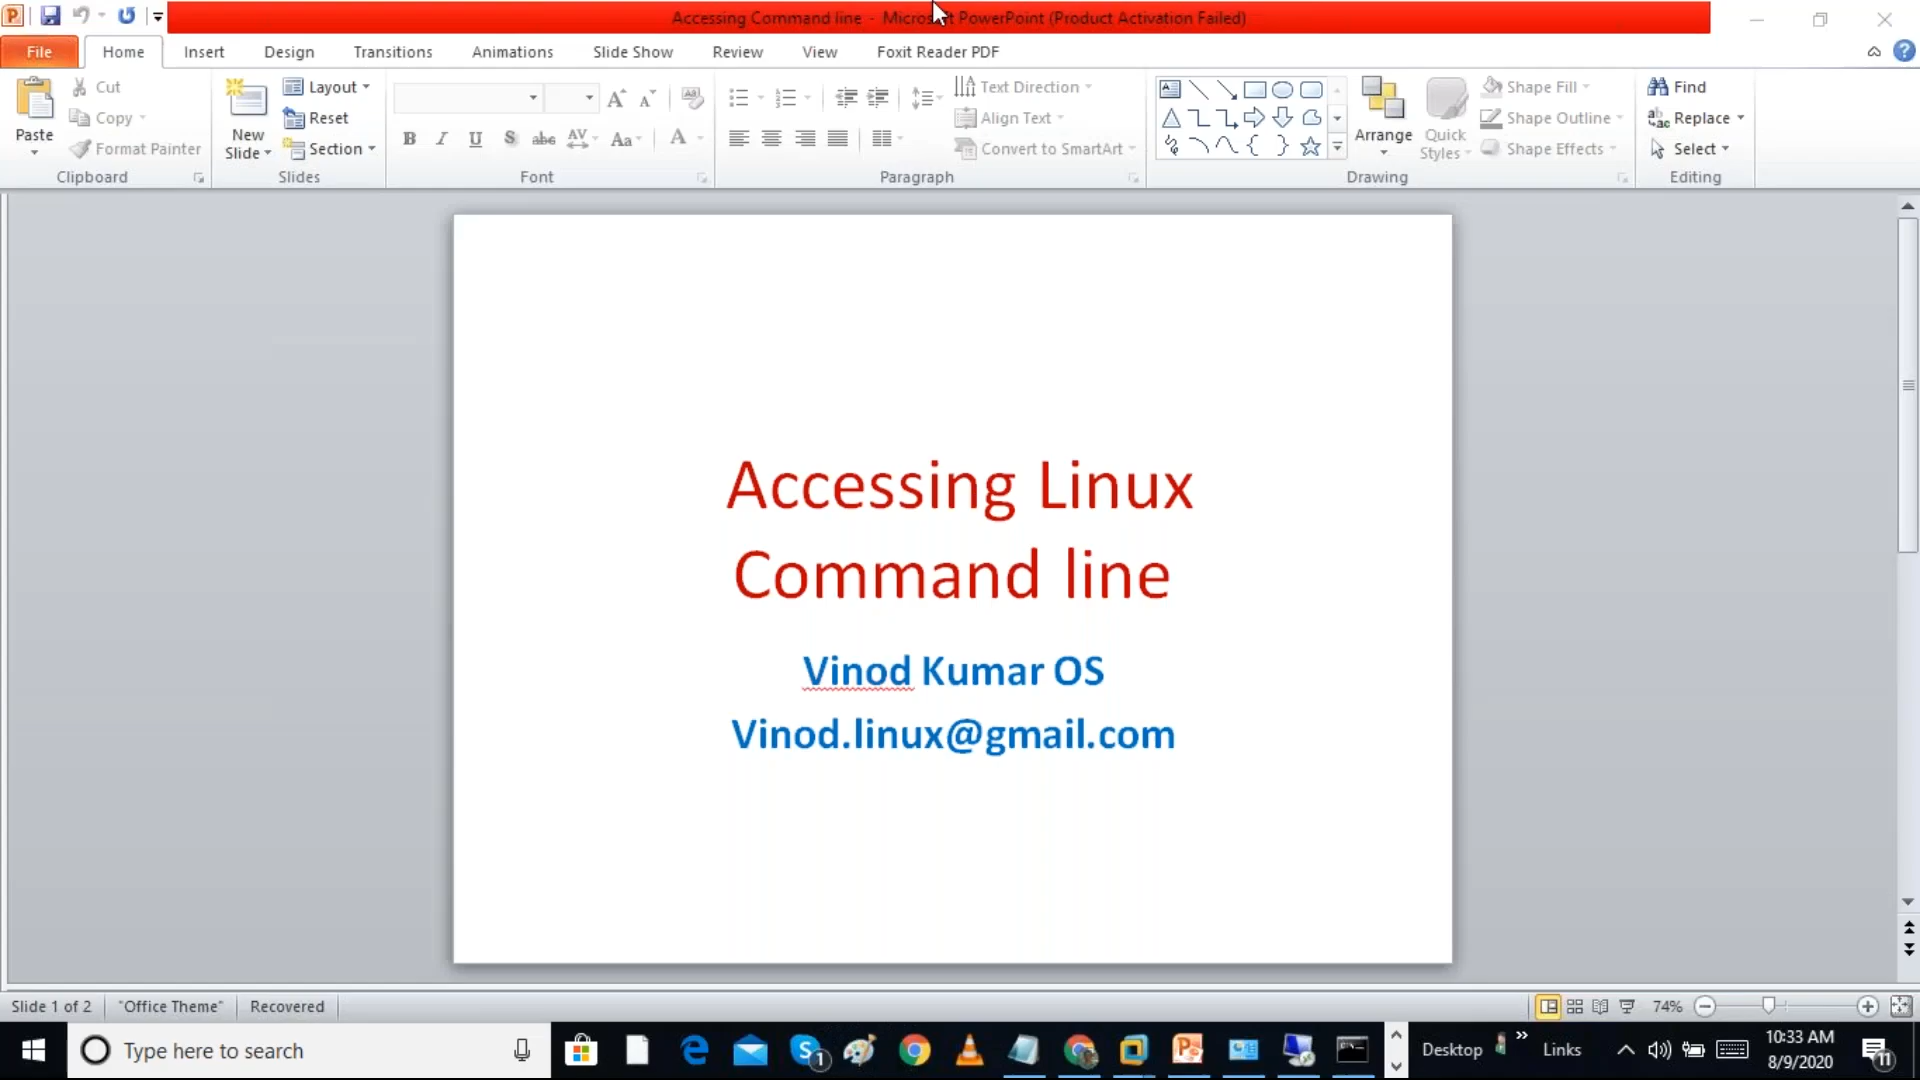 Accessing Command line - Microsoft PowerPoint (Product Activation Failed)
File Home Insert Design Transitions Animations Slide Show Review View Foxit Reader PDF
Paste
Cut
Copy
Format Painter
Clipboard
New Slide
Layout
Reset
Section
Slides
Font
Text Direction
Align Text
Convert to SmartArt
Paragraph
Arrange
Quick Styles
Shape Fill
Shape Outline
Shape Effects
Drawing
Find
Replace
Select
Editing
Accessing Linux
Command line
Vinod Kumar OS
Vinod.linux@gmail.com
Slide 1 of 2 "Office Theme" Recovered 74%
Type here to search
Desktop Links
10:33 AM
8/9/2020
11